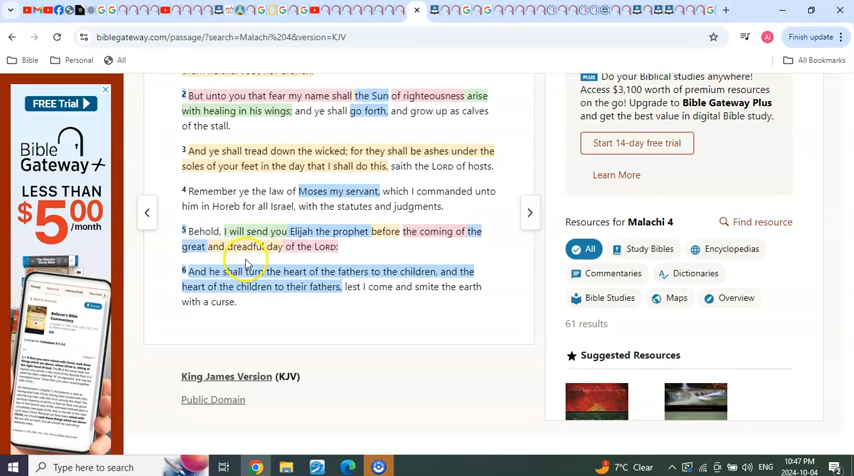 Finish update
biblegateway.com/passage/?search=Malachi%204&version=KJV
AI
Bible
Personal
All
All Bookmarks
FREE Trial
Bible
Gateway+
LESS THAN
$5.00
/month
2 But unto you that fear my name shall the Sun of righteousness arise
with healing in his wings; and ye shall go forth, and grow up as calves
of the stall.
3 And ye shall tread down the wicked; for they shall be ashes under the
soles of your feet in the day that I shall do this, saith the LORD of hosts.
4 Remember ye the law of Moses my servant, which I commanded unto
him in Horeb for all Israel, with the statutes and judgments.
5 Behold, I will send you Elijah the prophet before the coming of the
great and dreadful day of the LORD:
6 And he shall turn the heart of the fathers to the children, and the
heart of the children to their fathers, lest I come and smite the earth
with a curse.
King James Version (KJV)
Public Domain
PLUS Do your Biblical studies anywhere!
Access $3,100 worth of premium resources
on the go! Upgrade to Bible Gateway Plus
and get the best value in digital Bible study.
Start 14-day free trial
Learn More
Resources for Malachi 4
Find resource
All
Study Bibles
Encyclopedias
Commentaries
Dictionaries
Bible Studies
Maps
Overview
61 results
Suggested Resources
Type here to search
7°C Clear
ENG
10:47 PM
2024-10-04